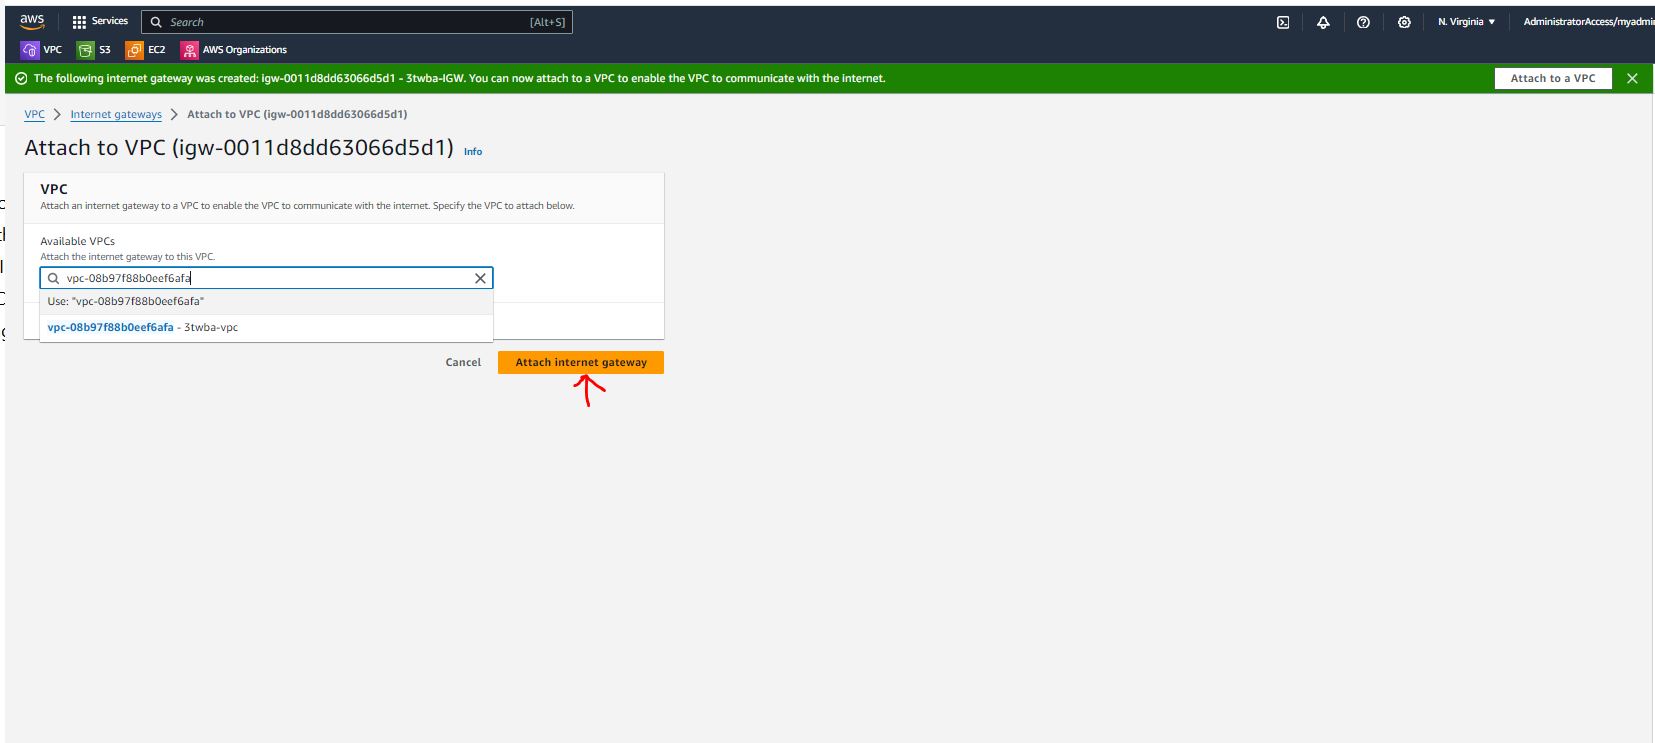 aws Services Search [Alt+S] N. Virginia AdministratorAccess/myadmi
VPC S3 EC2 AWS Organizations
The following internet gateway was created: igw-0011d8dd63066d5d1 - 3twba-IGW. You can now attach to a VPC to enable the VPC to communicate with the internet. Attach to a VPC
VPC > Internet gateways > Attach to VPC (igw-0011d8dd63066d5d1)
Attach to VPC (igw-0011d8dd63066d5d1) Info
VPC
Attach an internet gateway to a VPC to enable the VPC to communicate with the internet. Specify the VPC to attach below.
Available VPCs
Attach the internet gateway to this VPC.
vpc-08b97f88b0eef6afa
Use: "vpc-08b97f88b0eef6afa"
vpc-08b97f88b0eef6afa - 3twba-vpc
Cancel Attach internet gateway